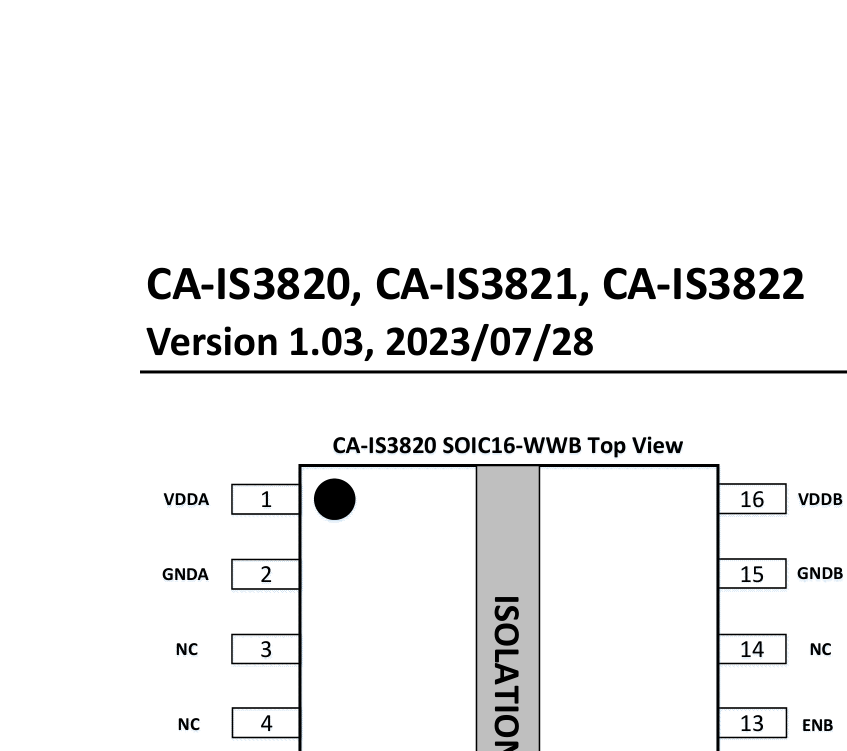 CA-IS3820, CA-IS3821, CA-IS3822
Version 1.03, 2023/07/28
CA-IS3820 SOIC16-WWB Top View
VDDA 1 16 VDDB
GNDA 2 15 GNDB
NC 3 14 NC
NC 4 13 ENB
ISOLATION